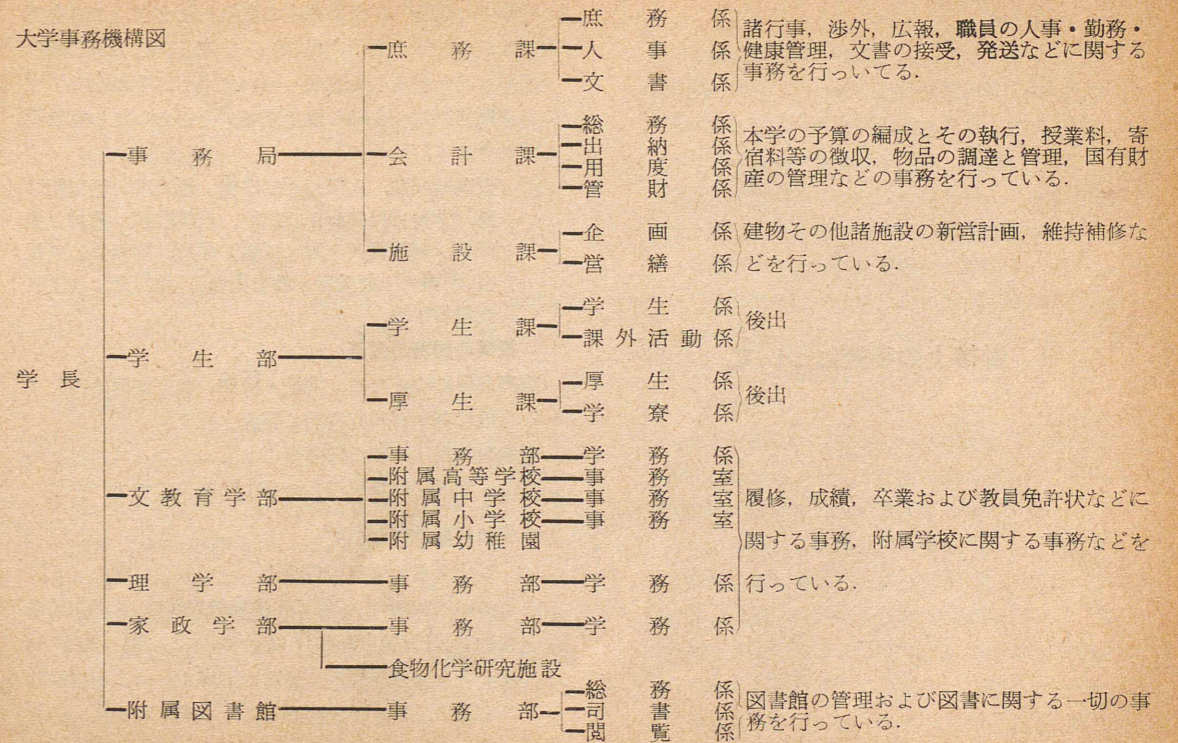 大学事務機構図
学長
事務局
庶務課
庶務係
人事係
文書係
諸行事，渉外，広報，職員の人事・勤務・
健康管理，文書の接受，発送などに関する
事務を行っいてる．
会計課
総務係
出納係
用度係
管財係
本学の予算の編成とその執行，授業料，寄
宿料等の徴収，物品の調達と管理，国有財
産の管理などの事務を行っている．
施設課
企画係
営繕係
建物その他諸施設の新営計画，維持補修な
どを行っている．
学生部
学生課
学生係
課外活動係
後出
厚生課
厚生係
学寮係
後出
文教育学部
事務部
学務係
附属高等学校
事務室
附属中学校
事務室
附属小学校
事務室
附属幼稚園
理学部
事務部
学務係
家政学部
事務部
学務係
食物化学研究施設
履修，成績，卒業および教員免許状などに
関する事務，附属学校に関する事務などを
行っている．
附属図書館
事務部
総務係
司書係
閲覧係
図書館の管理および図書に関する一切の事
務を行っている．